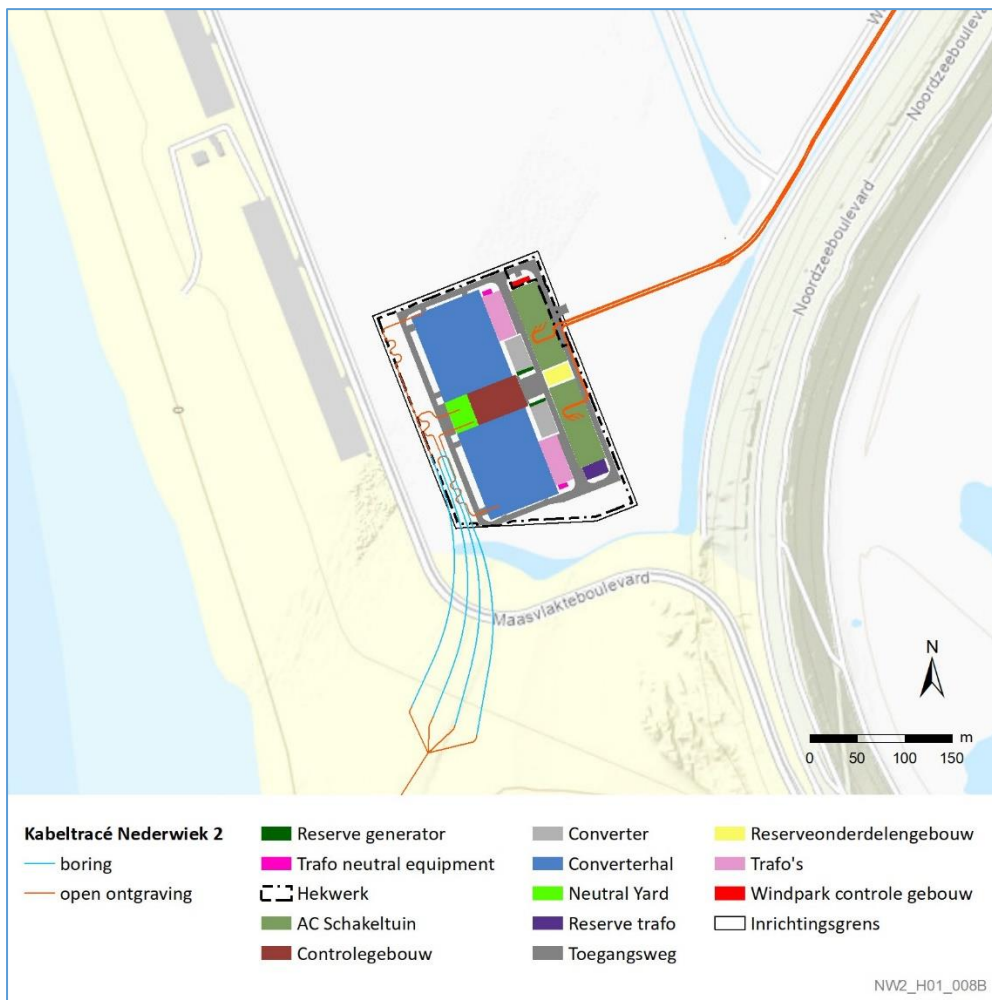 Noordzeeboulevard
Noordzeeboulevard
Maasvlakteboulevard
N
0 50 100 150 m
Kabeltracé Nederwiek 2
boring
open ontgraving
Reserve generator
Trafo neutral equipment
Hekwerk
AC Schakeltuin
Controlegebouw
Converter
Converterhal
Neutral Yard
Reserve trafo
Toegangsweg
Reserveonderdelengebouw
Trafo's
Windpark controle gebouw
Inrichtingsgrens
NW2_H01_008B